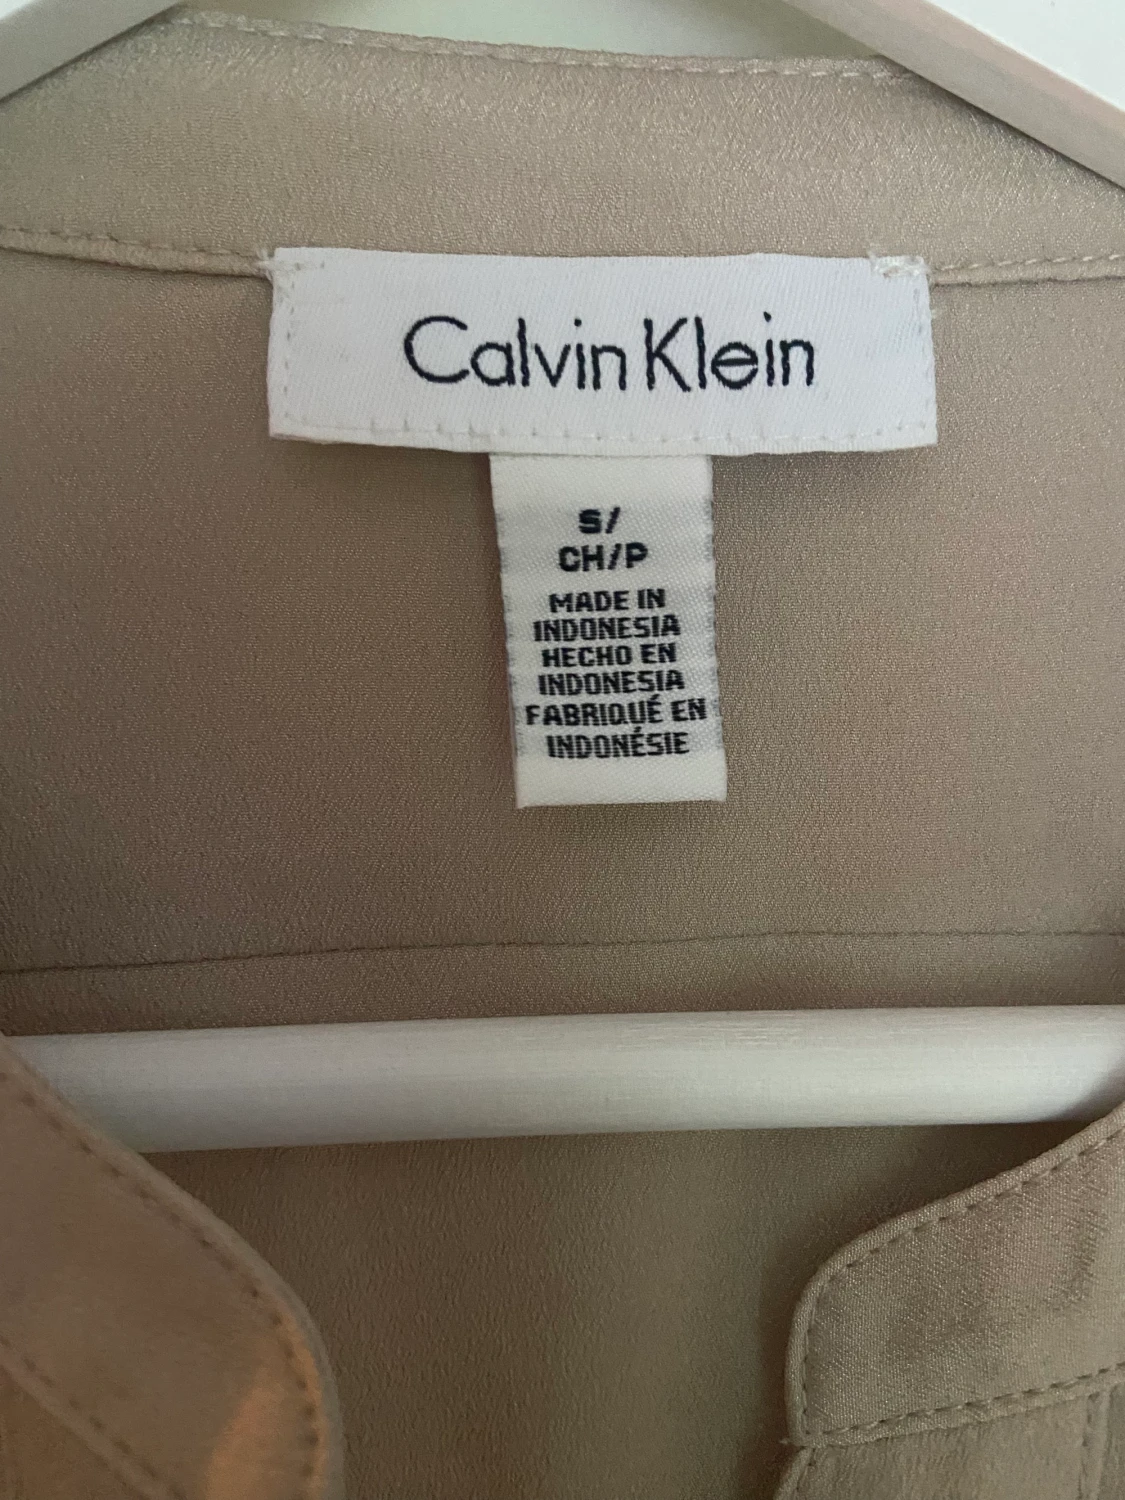 Calvin Klein
S/
CH/P
MADE IN
INDONESIA
HECHO EN
INDONESIA
FABRIQUÉ EN
INDONÉSIE